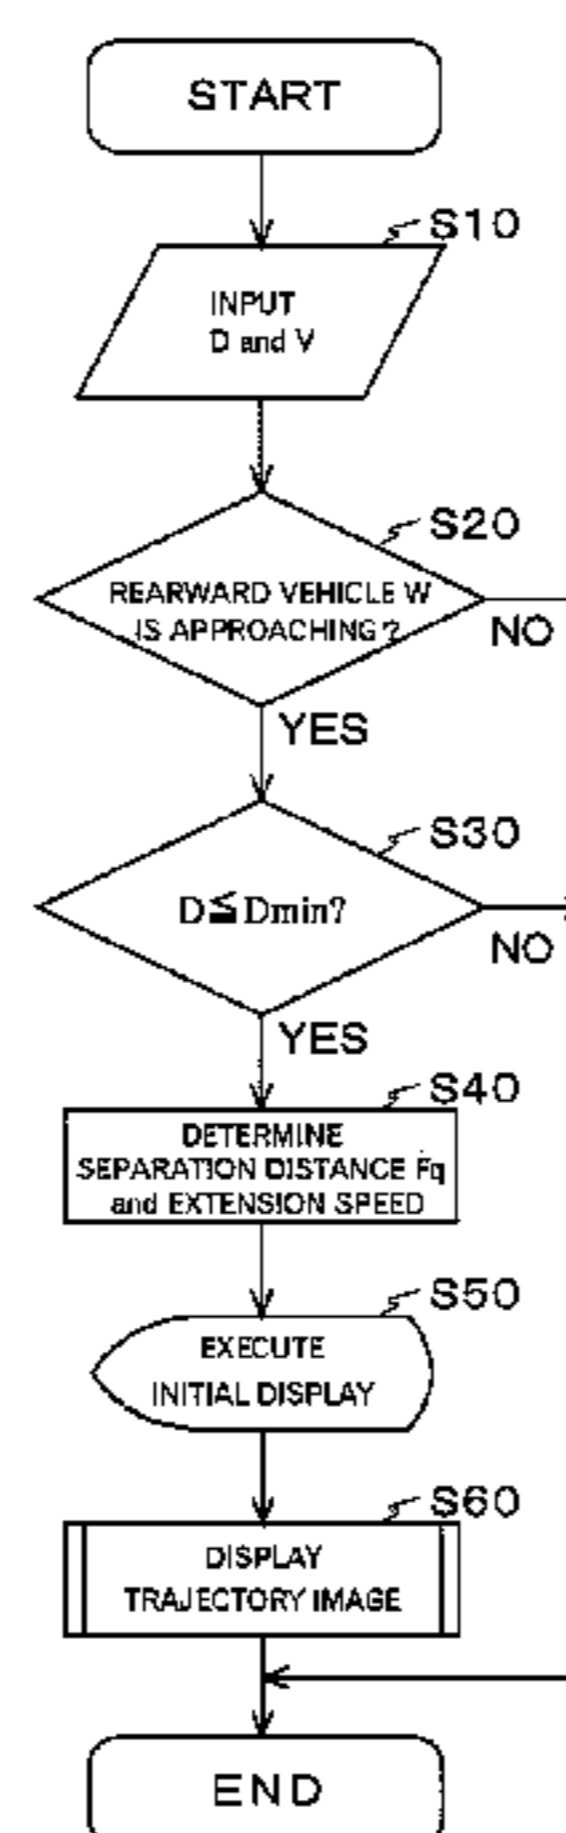 START
S10
INPUT
D and V
S20
REARWARD VEHICLE W
IS APPROACHING?
NO
YES
S30
D≦Dmin?
NO
YES
S40
DETERMINE
SEPARATION DISTANCE Fq
and EXTENSION SPEED
S50
EXECUTE
INITIAL DISPLAY
S60
DISPLAY
TRAJECTORY IMAGE
END